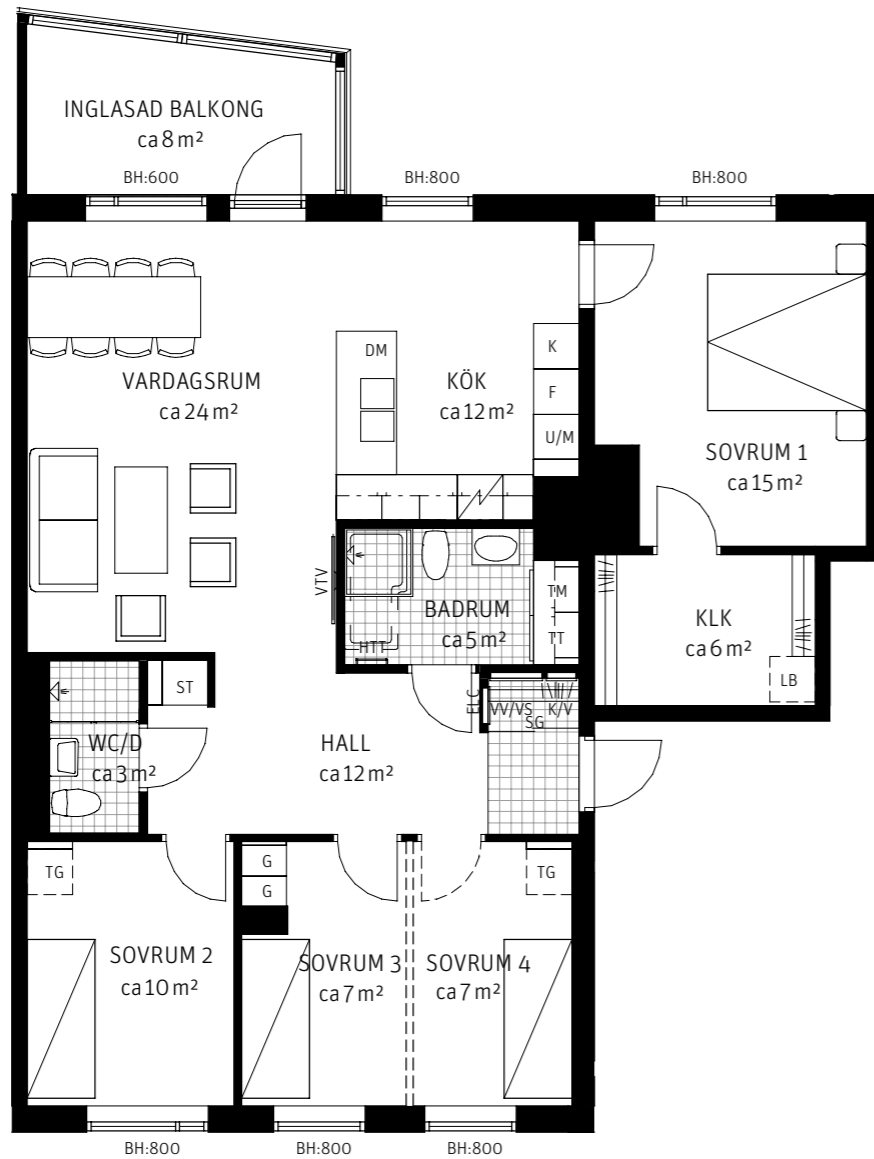 INGLASAD BALKONG
ca 8 m²
BH:600
BH:800
BH:800
DM
K
F
U/M
VARDAGSRUM
ca 24 m²
KÖK
ca 12 m²
SOVRUM 1
ca 15 m²
VTV
BADRUM
ca 5 m²
HTT
TM
TT
KLK
ca 6 m²
LB
ST
ELC
VV/VS
K/V
SG
WC/D
ca 3 m²
HALL
ca 12 m²
TG
G
G
TG
SOVRUM 2
ca 10 m²
SOVRUM 3
ca 7 m²
SOVRUM 4
ca 7 m²
BH:800
BH:800
BH:800